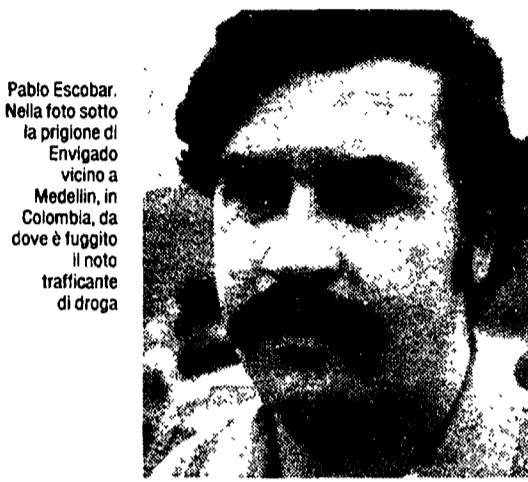 Pablo Escobar.
Nella foto sotto
la prigione di
Envigado
vicino a
Medellin, in
Colombia, da
dove è fuggito
il noto
trafficante
di droga